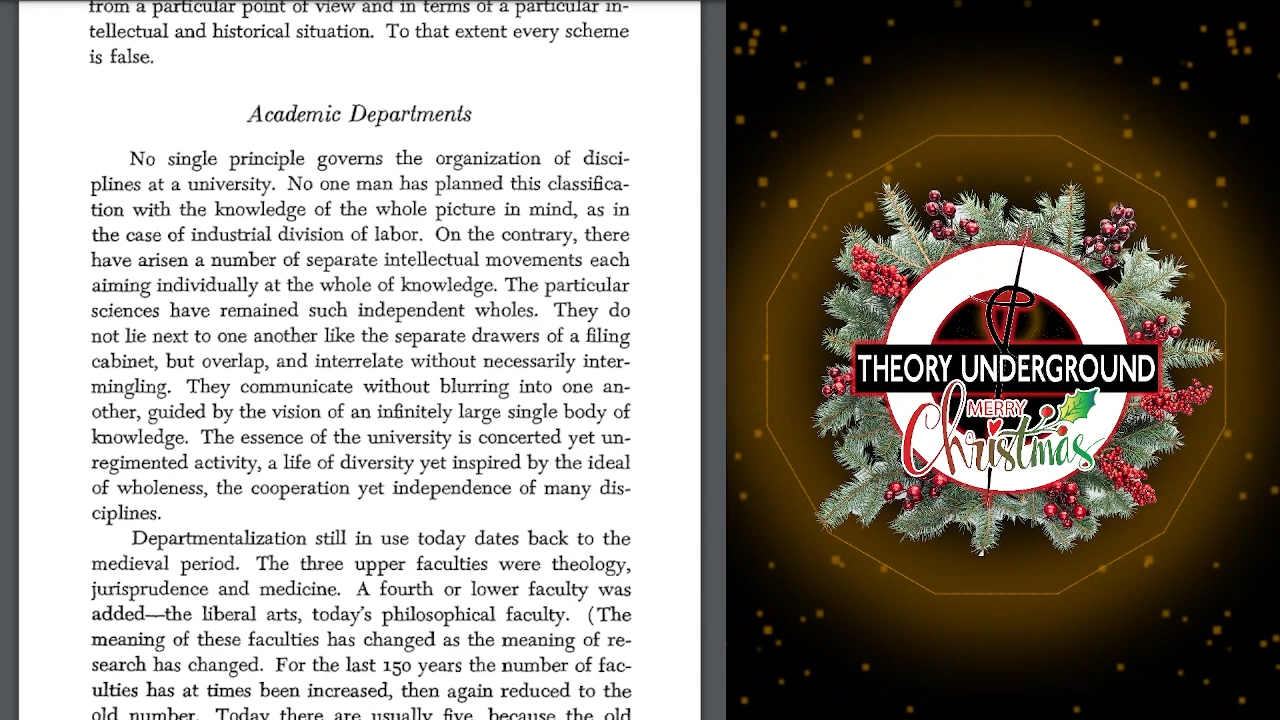 from a particular point of view and in terms of a particular in-
tellectual and historical situation. To that extent every scheme
is false.
Academic Departments
No single principle governs the organization of disci-
plines at a university. No one man has planned this classifica-
tion with the knowledge of the whole picture in mind, as in
the case of industrial division of labor. On the contrary, there
have arisen a number of separate intellectual movements each
aiming individually at the whole of knowledge. The particular
sciences have remained such independent wholes. They do
not lie next to one another like the separate drawers of a filing
cabinet, but overlap, and interrelate without necessarily inter-
mingling. They communicate without blurring into one an-
other, guided by the vision of an infinitely large single body of
knowledge. The essence of the university is concerted yet un-
regimented activity, a life of diversity yet inspired by the ideal
of wholeness, the cooperation yet independence of many dis-
ciplines.
Departmentalization still in use today dates back to the
medieval period. The three upper faculties were theology,
jurisprudence and medicine. A fourth or lower faculty was
added—the liberal arts, today's philosophical faculty. (The
meaning of these faculties has changed as the meaning of re-
search has changed. For the last 150 years the number of fac-
ulties has at times been increased, then again reduced to the
old number. Today there are usually five, because the old
THEORY UNDERGROUND
MERRY
Christmas